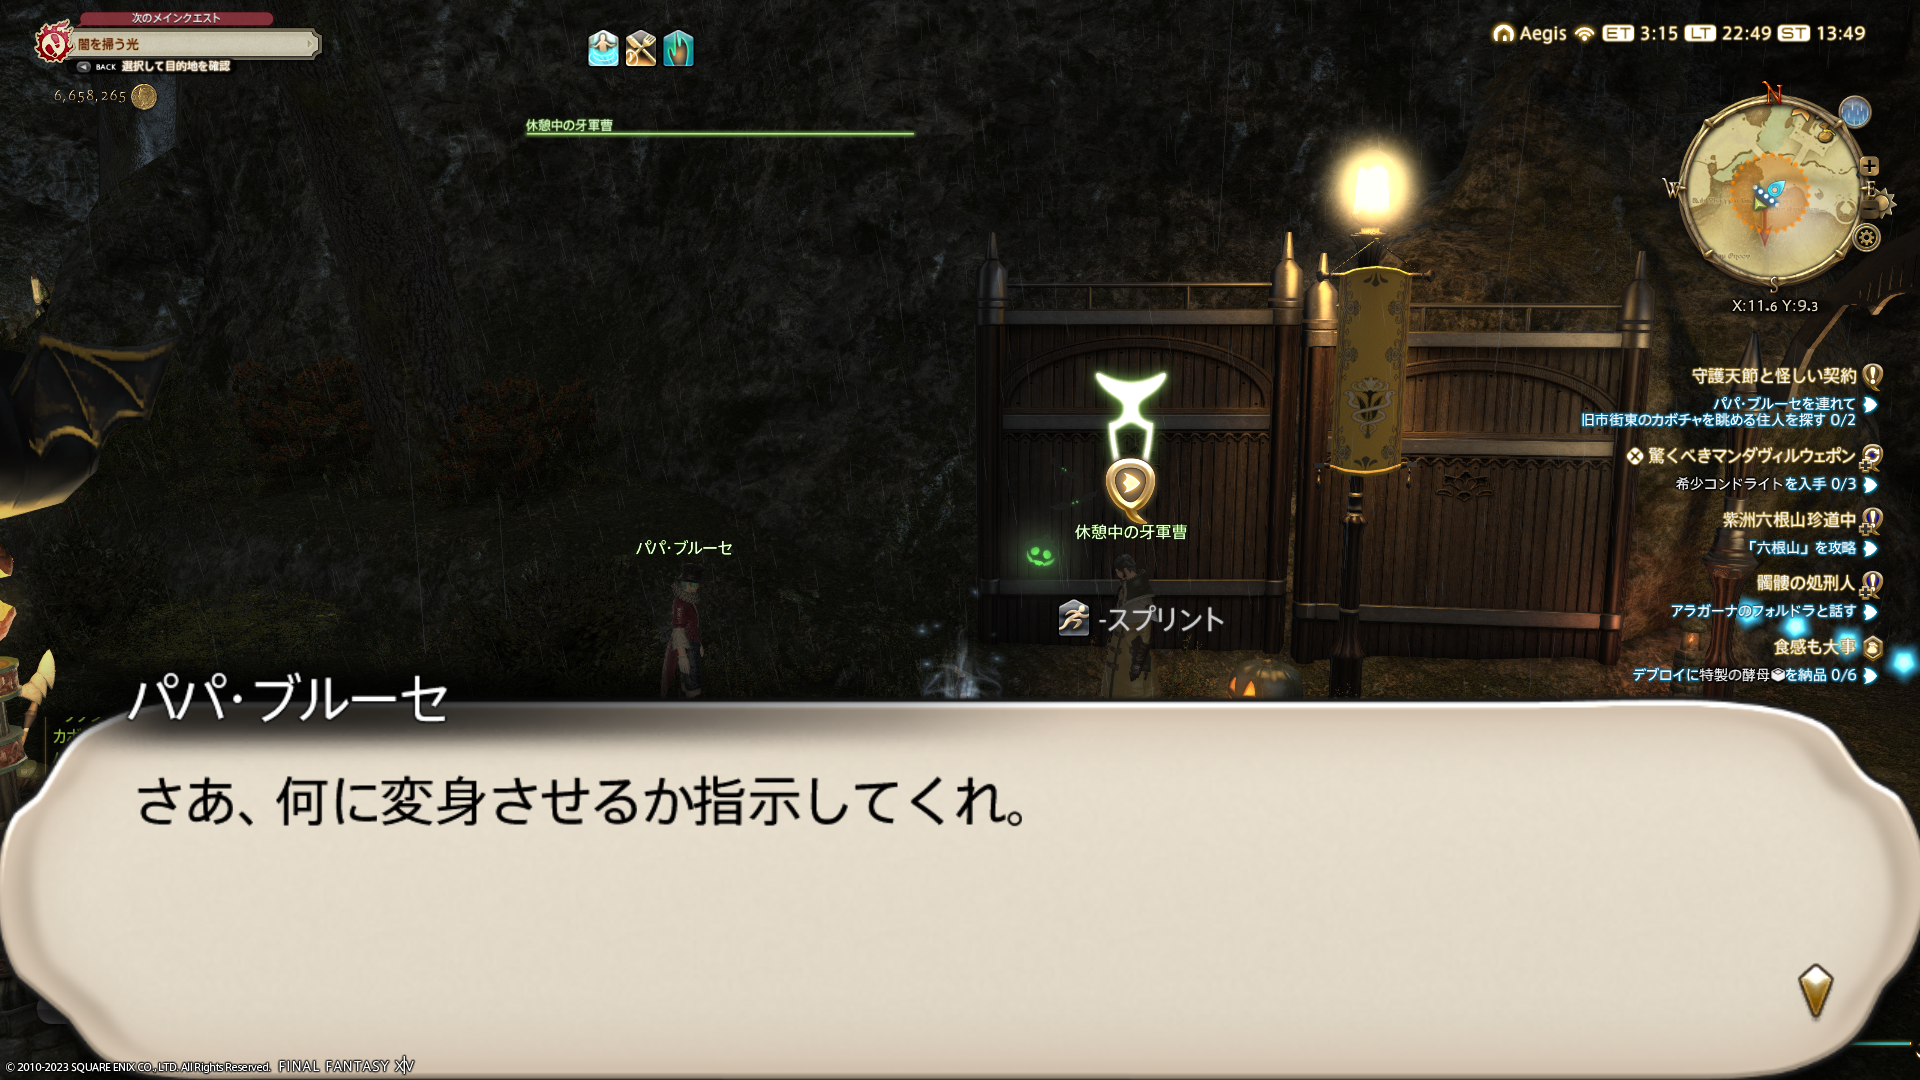 次のメインクエスト
闇を掃う光
BACK 選択して目的地を確認
6,658,265
休憩中の牙軍曹
Aegis ET 3:15 LT 22:49 ST 13:49
N
W
E
S
X:11.6 Y:9.3
守護天節と怪しい契約
パパ・ブルーセを連れて
旧市街東のカボチャを眺める住人を探す 0/2
驚くべきマンダヴィルウェポン
希少コンドライトを入手 0/3
紫洲六根山珍道中
「六根山」を攻略
髑髏の処刑人
アラガーナのフォルドラと話す
食感も大事
デブロイに特製の酵母を納品 0/6
休憩中の牙軍曹
パパ・ブルーセ
-スプリント
パパ・ブルーセ
さあ、何に変身させるか指示してくれ。
© 2010-2023 SQUARE ENIX CO., LTD. All Rights Reserved. FINAL FANTASY XIV